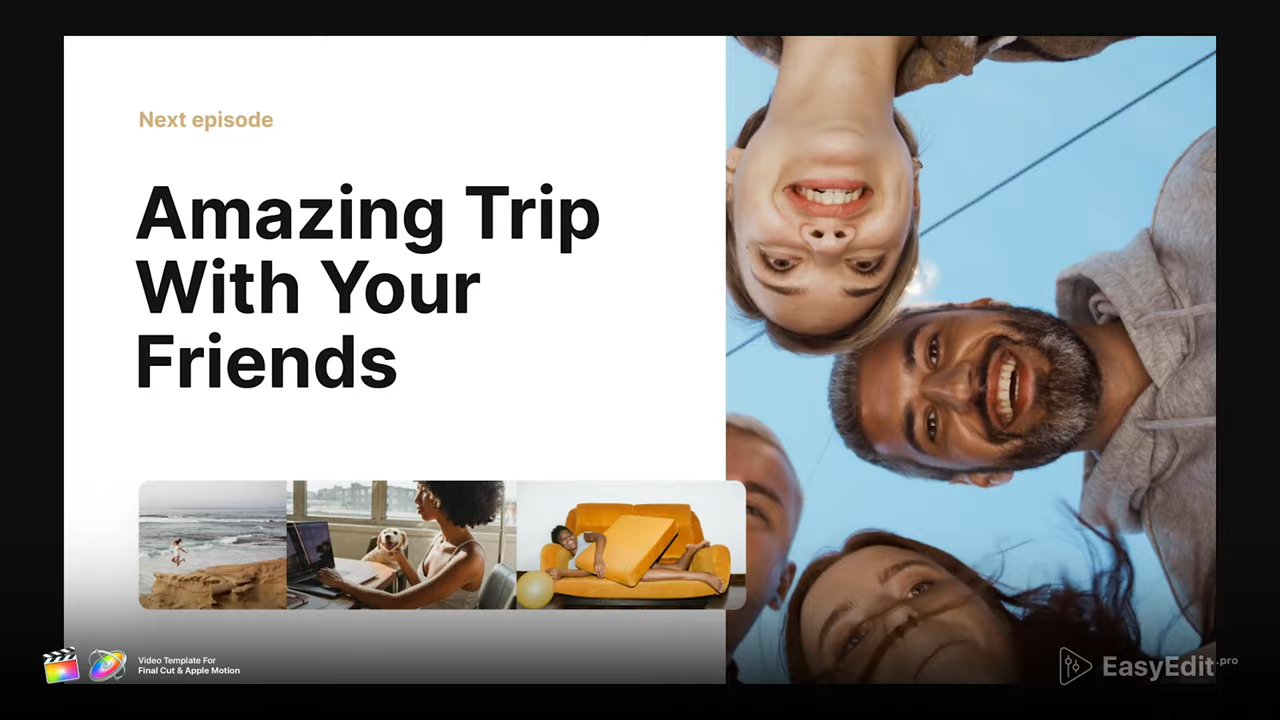 Next episode
Amazing Trip
With Your
Friends
Video Template For
Final Cut & Apple Motion
EasyEdit.pro